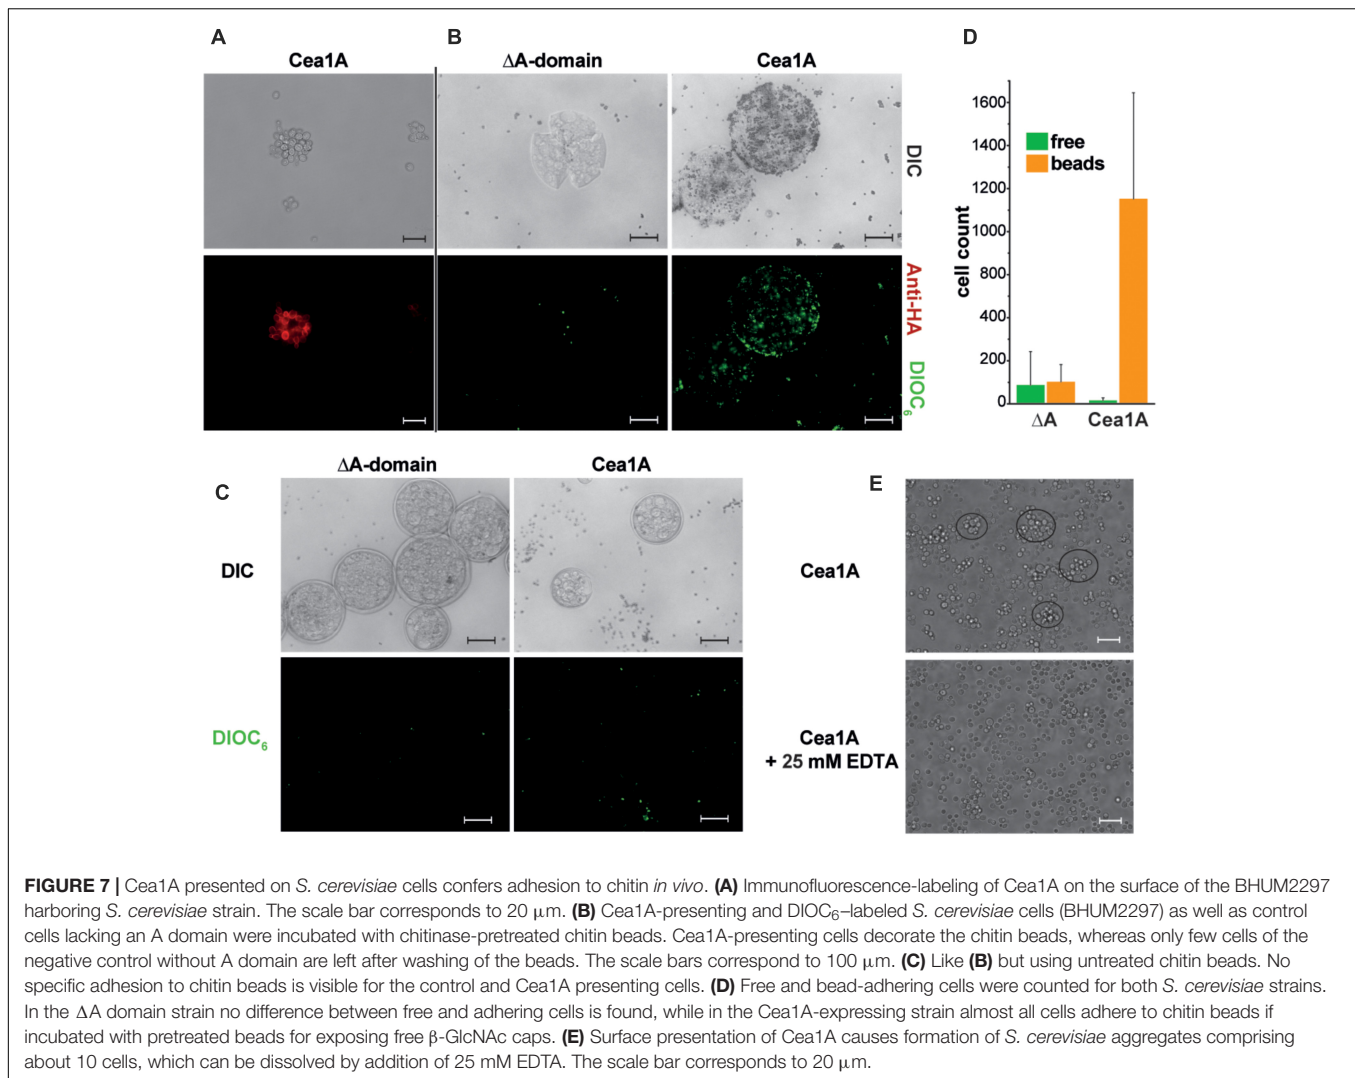 A
B
D
Cea1A
ΔA-domain
Cea1A
DIC
Anti-HA
DIOC6
1600
1400
1200
1000
800
400
200
0
cell count
free
beads
ΔA
Cea1A
C
ΔA-domain
Cea1A
E
DIC
DIOC6
Cea1A
Cea1A
+ 25 mM EDTA
FIGURE 7 | Cea1A presented on S. cerevisiae cells confers adhesion to chitin in vivo. (A) Immunofluorescence-labeling of Cea1A on the surface of the BHUM2297
harboring S. cerevisiae strain. The scale bar corresponds to 20 μm. (B) Cea1A-presenting and DIOC6–labeled S. cerevisiae cells (BHUM2297) as well as control
cells lacking an A domain were incubated with chitinase-pretreated chitin beads. Cea1A-presenting cells decorate the chitin beads, whereas only few cells of the
negative control without A domain are left after washing of the beads. The scale bars correspond to 100 μm. (C) Like (B) but using untreated chitin beads. No
specific adhesion to chitin beads is visible for the control and Cea1A presenting cells. (D) Free and bead-adhering cells were counted for both S. cerevisiae strains.
In the ΔA domain strain no difference between free and adhering cells is found, while in the Cea1A-expressing strain almost all cells adhere to chitin beads if
incubated with pretreated beads for exposing free β-GlcNAc caps. (E) Surface presentation of Cea1A causes formation of S. cerevisiae aggregates comprising
about 10 cells, which can be dissolved by addition of 25 mM EDTA. The scale bar corresponds to 20 μm.